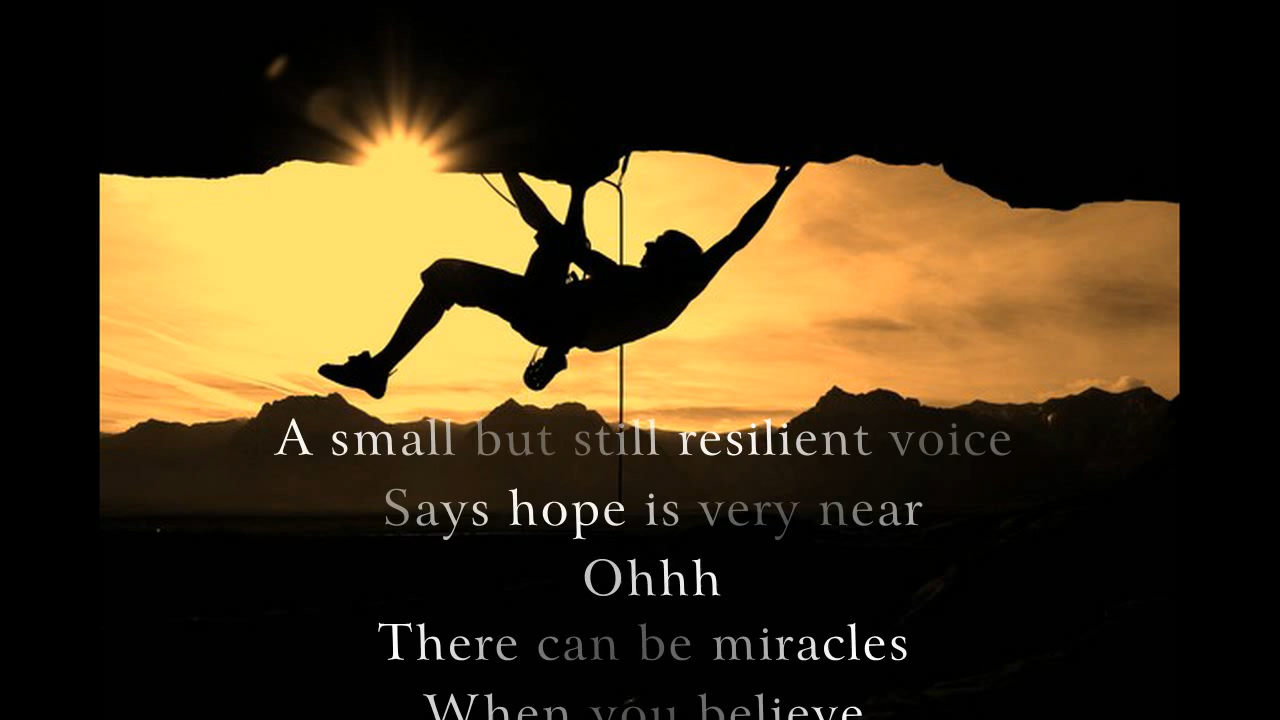 A small but still resilient voice
Says hope is very near
Ohhh
There can be miracles
When you believe